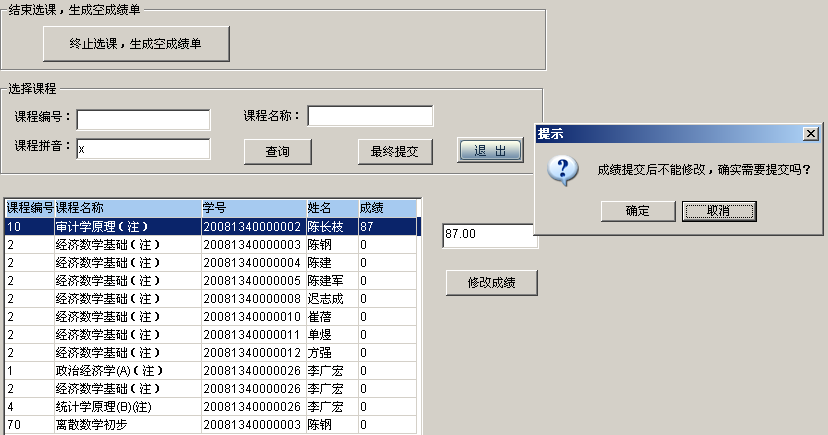 结束选课，生成空成绩单
终止选课，生成空成绩单
选择课程
课程编号：
课程名称：
课程拼音：
x
查询
最终提交
退 出
提示
成绩提交后不能修改，确实需要提交吗？
确定
取消
课程编号 课程名称 学号 姓名 成绩
10 审计学原理（注） 20081340000002 陈长枝 87
2 经济数学基础（注） 20081340000003 陈钢 0
2 经济数学基础（注） 20081340000004 陈建 0
2 经济数学基础（注） 20081340000005 陈建军 0
2 经济数学基础（注） 20081340000008 迟志成 0
2 经济数学基础（注） 20081340000010 崔蓓 0
2 经济数学基础（注） 20081340000011 单煜 0
2 经济数学基础（注） 20081340000012 方强 0
1 政治经济学(A)（注） 20081340000026 李广宏 0
2 经济数学基础（注） 20081340000026 李广宏 0
4 统计学原理(B)(注) 20081340000026 李广宏 0
70 离散数学初步 20081340000003 陈钢 0
87.00
修改成绩